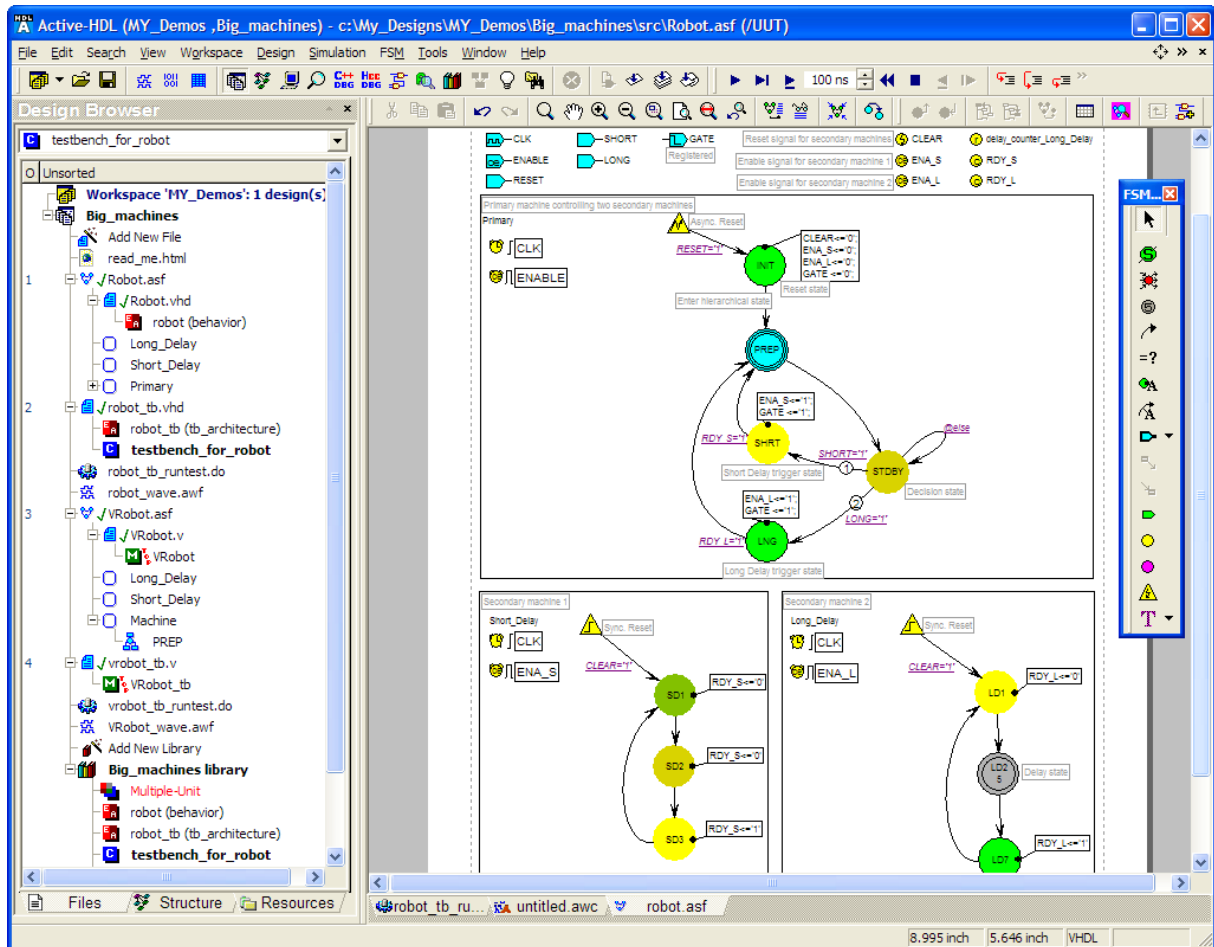 Active-HDL (MY_Demos ,Big_machines) - c:\My_Designs\MY_Demos\Big_machines\src\Robot.asf (/UUT)
File Edit Search View Workspace Design Simulation FSM Tools Window Help
100 ns
Design Browser
testbench_for_robot
O Unsorted
Workspace 'MY_Demos': 1 design(s)
Big_machines
Add New File
read_me.html
1 Robot.asf
Robot.vhd
robot (behavior)
Long_Delay
Short_Delay
Primary
2 robot_tb.vhd
robot_tb (tb_architecture)
testbench_for_robot
robot_tb_runtest.do
robot_wave.awf
3 VRobot.asf
VRobot.v
VRobot
Long_Delay
Short_Delay
Machine
PREP
4 vrobot_tb.v
VRobot_tb
vrobot_tb_runtest.do
VRobot_wave.awf
Add New Library
Big_machines library
Multiple-Unit
robot (behavior)
robot_tb (tb_architecture)
testbench_for_robot
Files Structure Resources
CLK SHORT GATE Reset signal for secondary machines CLEAR delay_counter_Long_Delay
ENABLE LONG Registered Enable signal for secondary machine 1 ENA_S RDY_S
RESET Enable signal for secondary machine 2 ENA_L RDY_L
Primary machine controlling two secondary machines
Primary
Async. Reset
CLK
RESET='1'
INIT
CLEAR<='0';
ENA_S<='0';
ENA_L<='0';
GATE <='0';
ENABLE
Reset state
Enter hierarchical state
PREP
ENA_S<='1';
GATE <='1';
RDY_S='1'
SHRT
SHORT='1'
@else
1
STDBY
Short Delay trigger state
Decision state
ENA_L<='1';
GATE <='1';
2
LONG='1'
RDY_L='1'
LNG
Long Delay trigger state
Secondary machine 1
Short_Delay
Sync. Reset
CLK
CLEAR='1'
ENA_S
SD1
RDY_S<='0'
SD2
RDY_S<='0'
SD3
RDY_S<='1'
Secondary machine 2
Long_Delay
Sync. Reset
CLK
CLEAR='1'
ENA_L
LD1
RDY_L<='0'
LD2
5
Delay state
LD7
RDY_L<='1'
FSM...
=?
robot_tb_ru... untitled.awc robot.asf
8.995 inch 5.646 inch VHDL